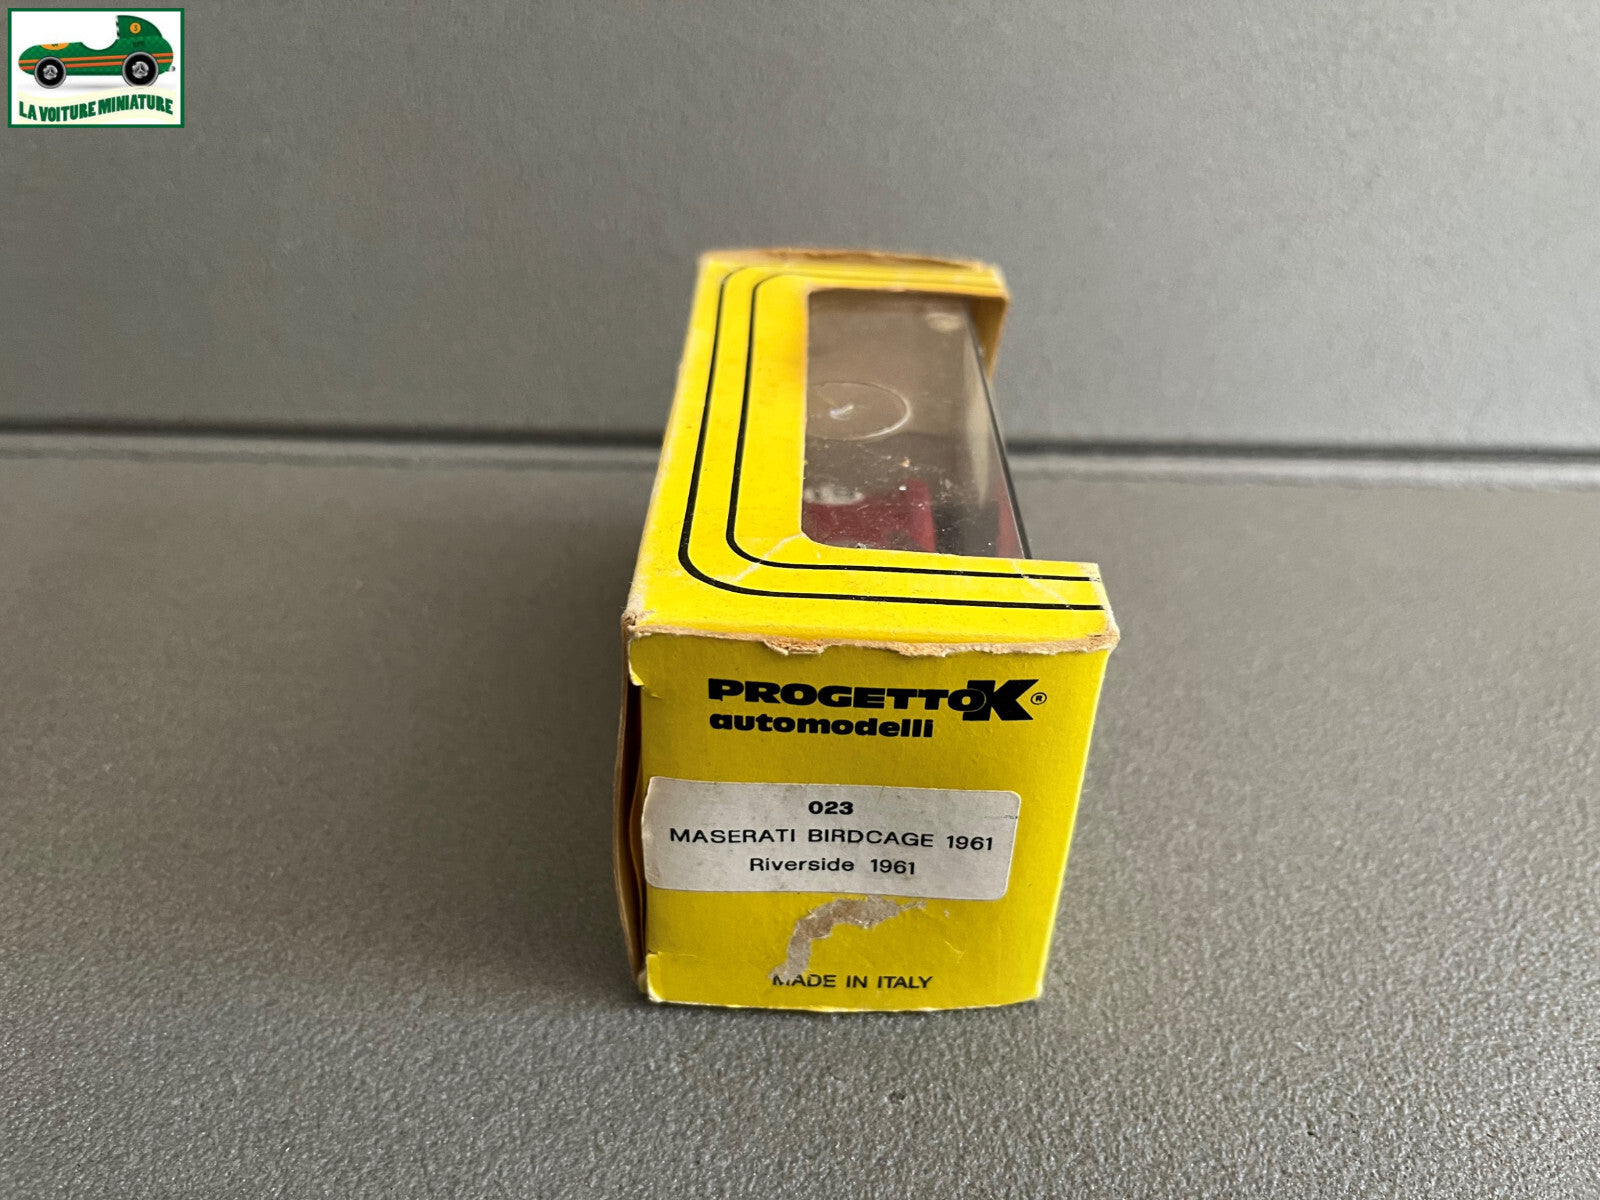 LA VOITURE MINIATURE
PROGETTO K®
automodelli
023
MASERATI BIRDCAGE 1961
Riverside 1961
MADE IN ITALY